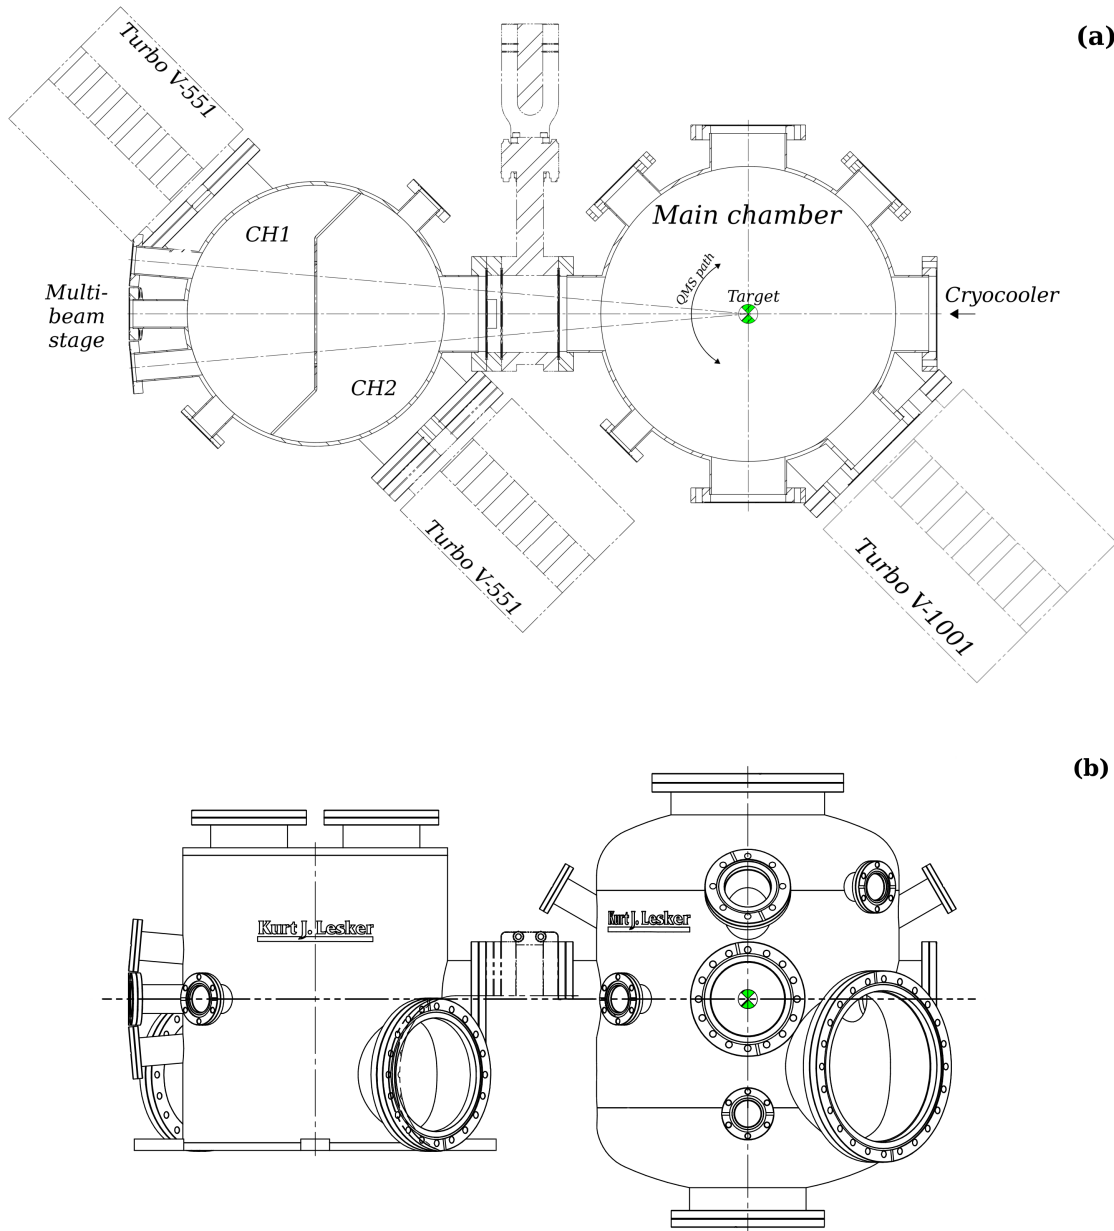 (a)
Turbo V-551
CH1
Main chamber
QMS path
Target
Multi-
beam
stage
Cryocooler
CH2
Turbo V-551
Turbo V-1001
(b)
Kurt J. Lesker
Kurt J. Lesker